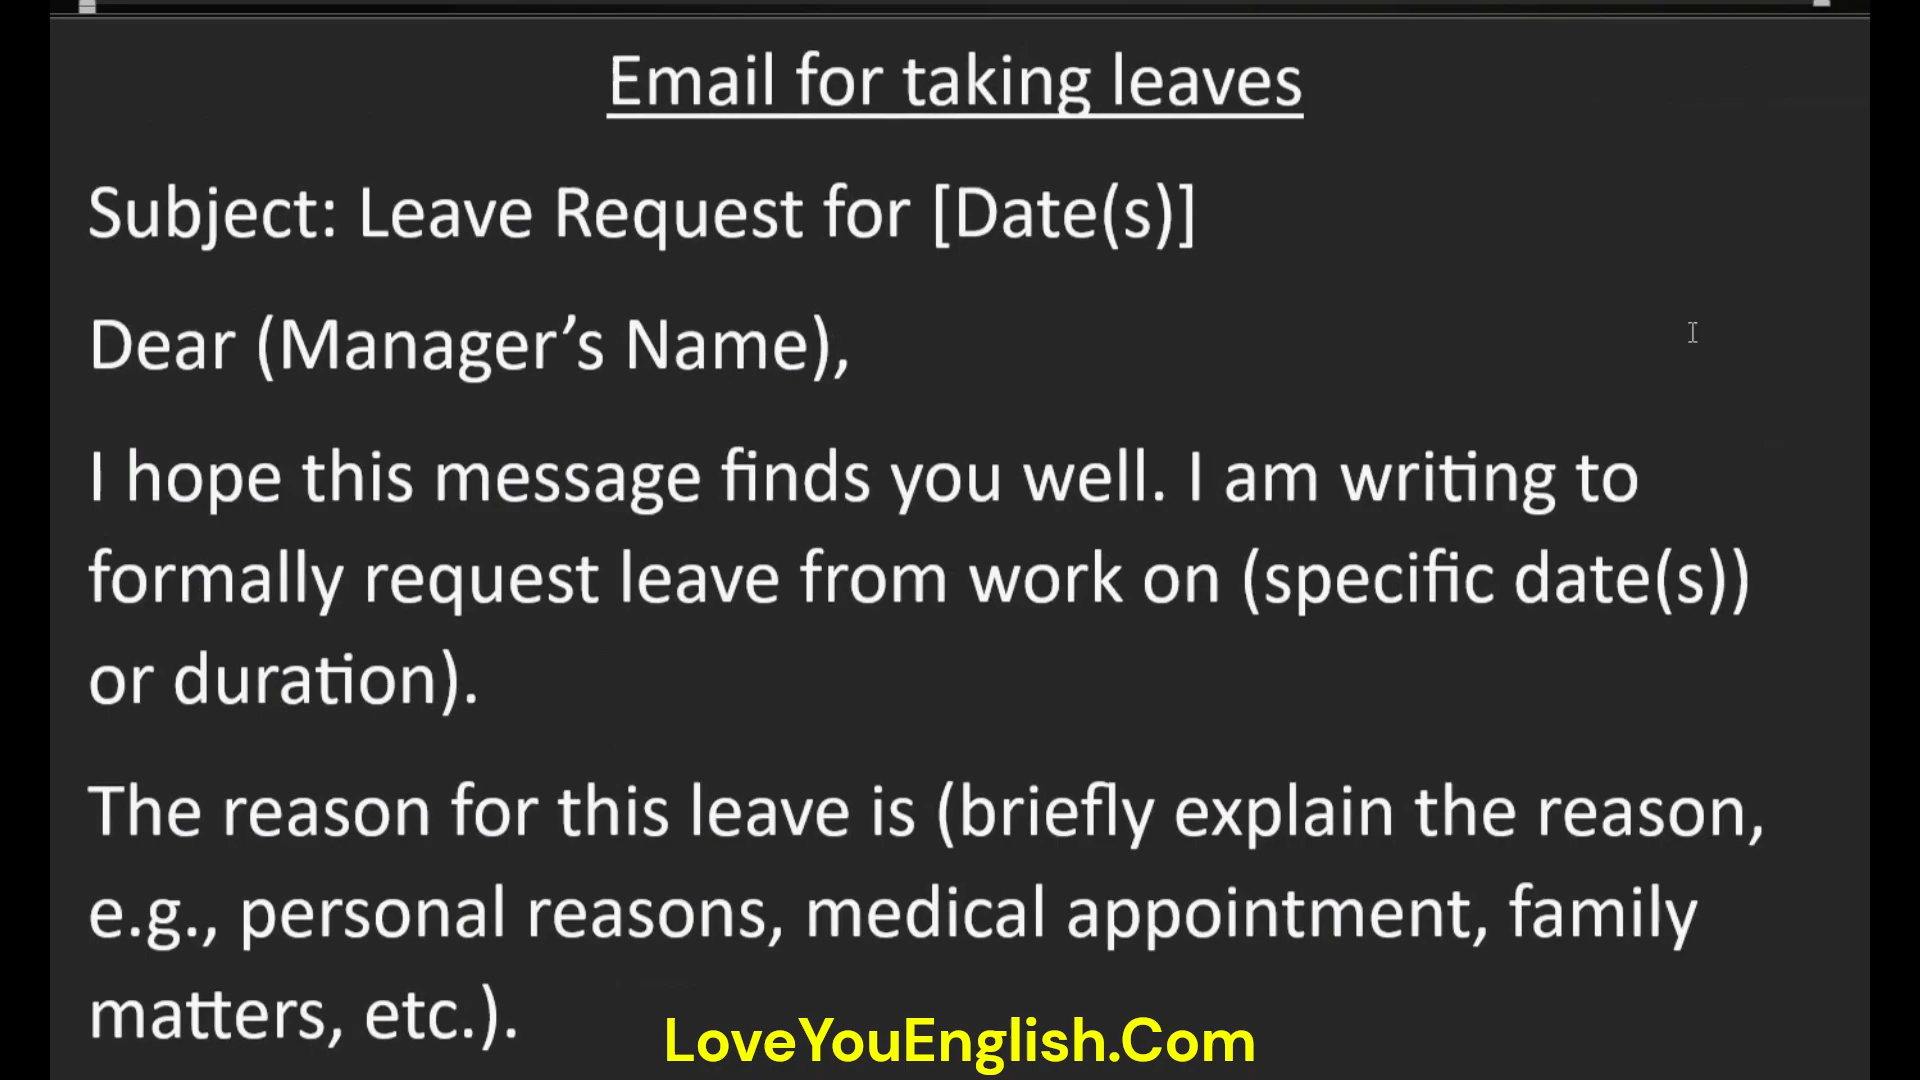 Email for taking leaves
Subject: Leave Request for [Date(s)]
Dear (Manager’s Name),
I hope this message finds you well. I am writing to
formally request leave from work on (specific date(s))
or duration).
The reason for this leave is (briefly explain the reason,
e.g., personal reasons, medical appointment, family
matters, etc.).
LoveYouEnglish.Com